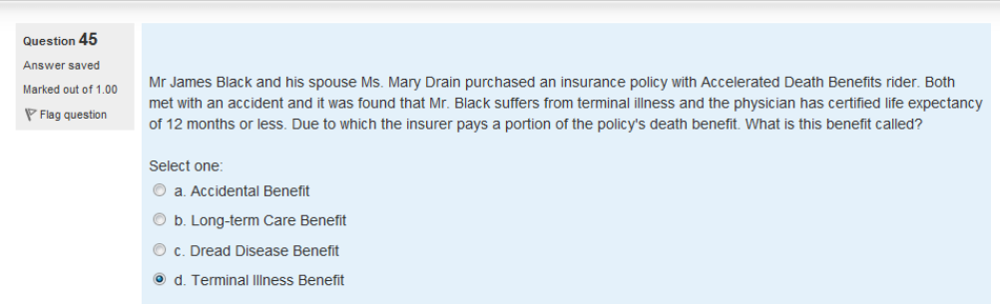 Question 45
Answer saved
Marked out of 1.00
Flag question
Mr James Black and his spouse Ms. Mary Drain purchased an insurance policy with Accelerated Death Benefits rider. Both
met with an accident and it was found that Mr. Black suffers from terminal illness and the physician has certified life expectancy
of 12 months or less. Due to which the insurer pays a portion of the policy's death benefit. What is this benefit called?
Select one:
a. Accidental Benefit
b. Long-term Care Benefit
c. Dread Disease Benefit
d. Terminal Illness Benefit